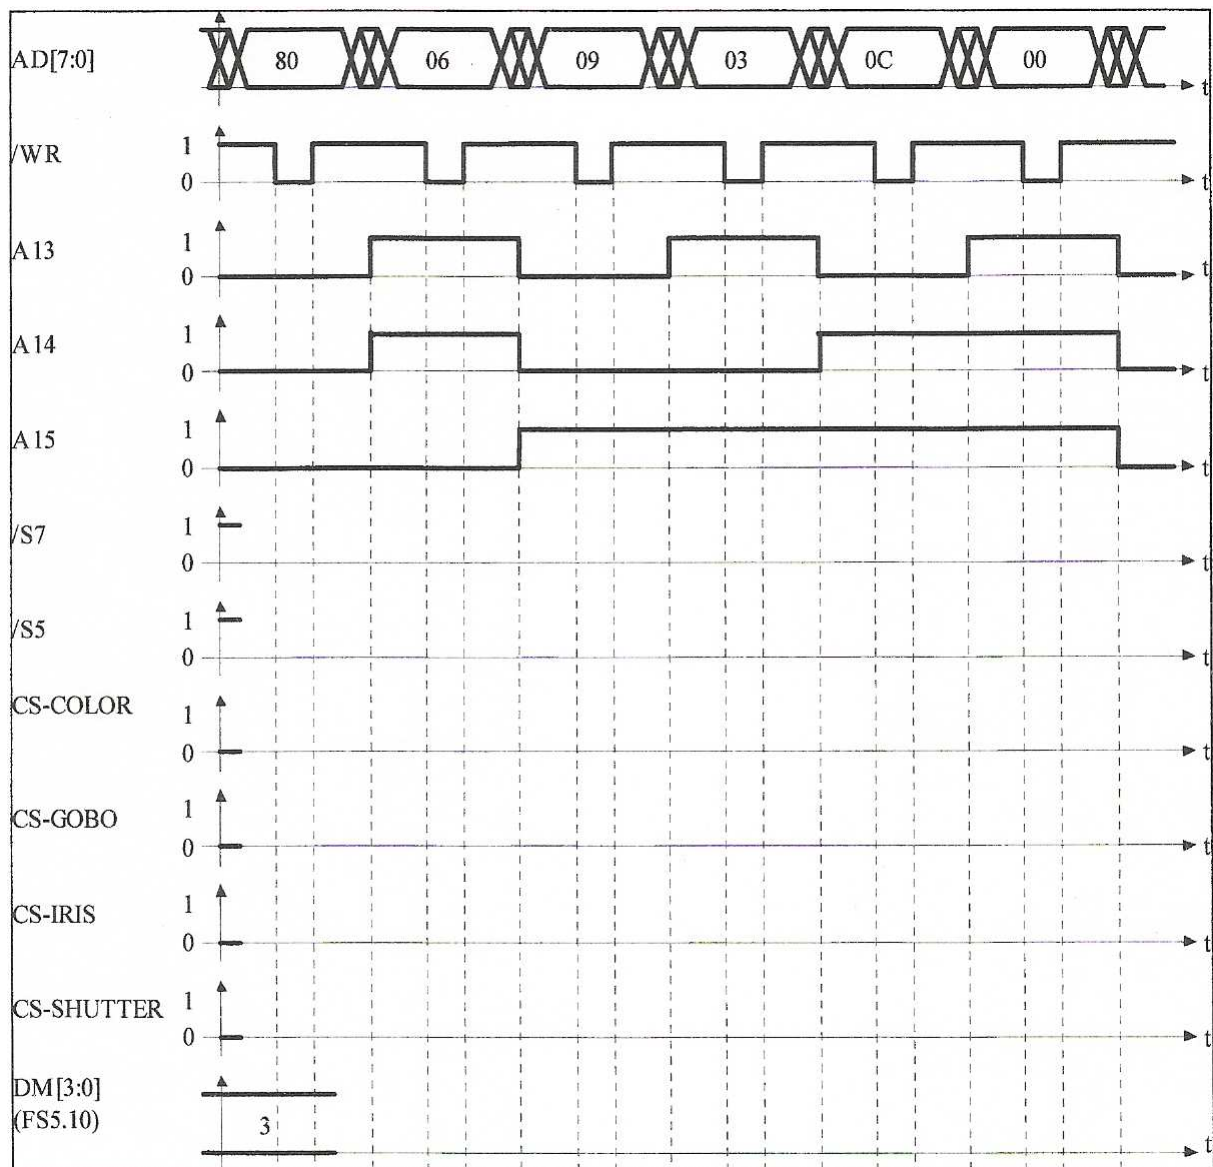 AD[7:0]
80 06 09 03 0C 00
t
/WR
1
0
t
A13
1
0
t
A14
1
0
t
A15
1
0
t
/S7
1
0
t
/S5
1
0
t
CS-COLOR
1
0
t
CS-GOBO
1
0
t
CS-IRIS
1
0
t
CS-SHUTTER
1
0
t
DM[3:0]
(FS5.10)
3
t